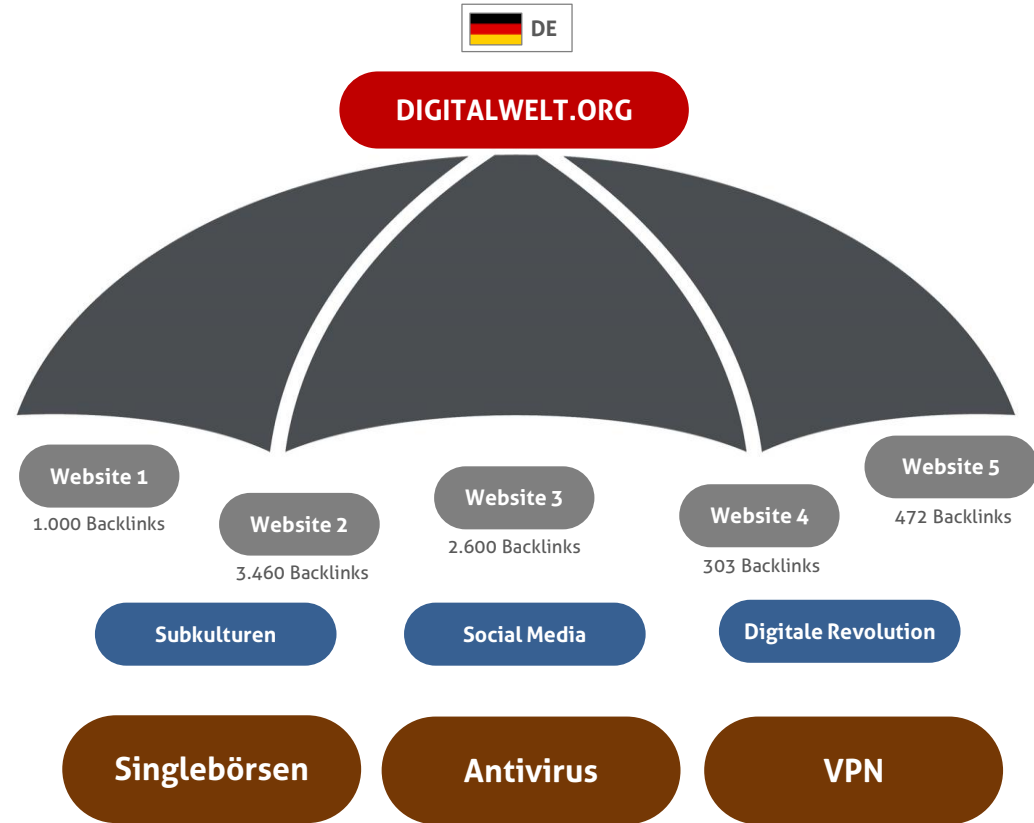 DE
DIGITALWELT.ORG
Website 1
1.000 Backlinks
Website 2
3.460 Backlinks
Website 3
2.600 Backlinks
Website 4
303 Backlinks
Website 5
472 Backlinks
Subkulturen
Social Media
Digitale Revolution
Singlebörsen
Antivirus
VPN